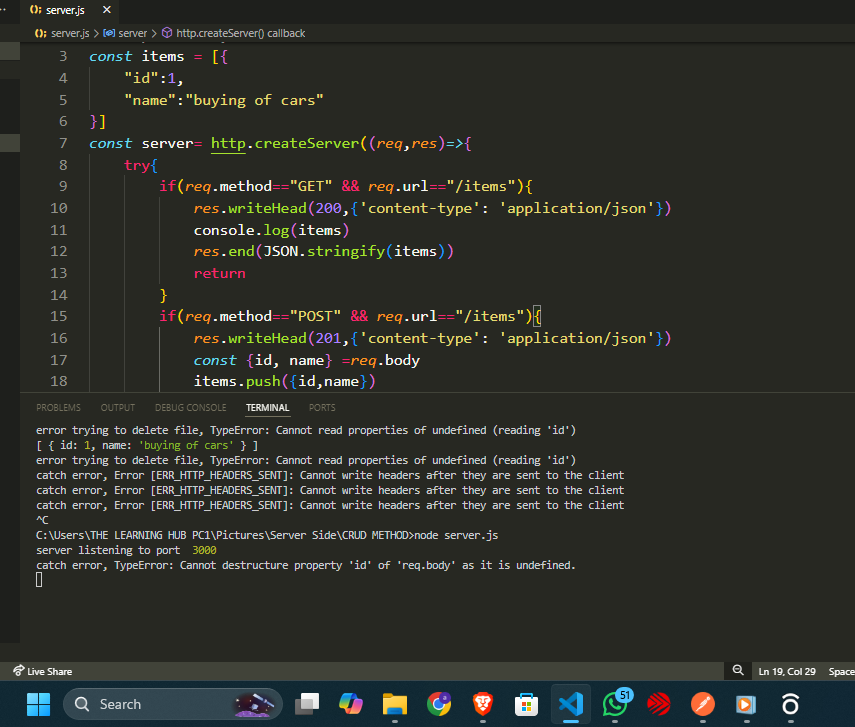 server.js
server.js > server > http.createServer() callback
3 const items = [{
4 "id":1,
5 "name":"buying of cars"
6 }]
7 const server= http.createServer((req,res)=>{
8 try{
9 if(req.method=="GET" && req.url=="/items"){
10 res.writeHead(200,{'content-type': 'application/json'})
11 console.log(items)
12 res.end(JSON.stringify(items))
13 return
14 }
15 if(req.method=="POST" && req.url=="/items"){
16 res.writeHead(201,{'content-type': 'application/json'})
17 const {id, name} =req.body
18 items.push({id,name})
PROBLEMS OUTPUT DEBUG CONSOLE TERMINAL PORTS
error trying to delete file, TypeError: Cannot read properties of undefined (reading 'id')
[ { id: 1, name: 'buying of cars' } ]
error trying to delete file, TypeError: Cannot read properties of undefined (reading 'id')
catch error, Error [ERR_HTTP_HEADERS_SENT]: Cannot write headers after they are sent to the client
catch error, Error [ERR_HTTP_HEADERS_SENT]: Cannot write headers after they are sent to the client
catch error, Error [ERR_HTTP_HEADERS_SENT]: Cannot write headers after they are sent to the client
^C
C:\Users\THE LEARNING HUB PC1\Pictures\Server Side\CRUD METHOD>node server.js
server listening to port 3000
catch error, TypeError: Cannot destructure property 'id' of 'req.body' as it is undefined.
Live Share Ln 19, Col 29 Space
Search 51